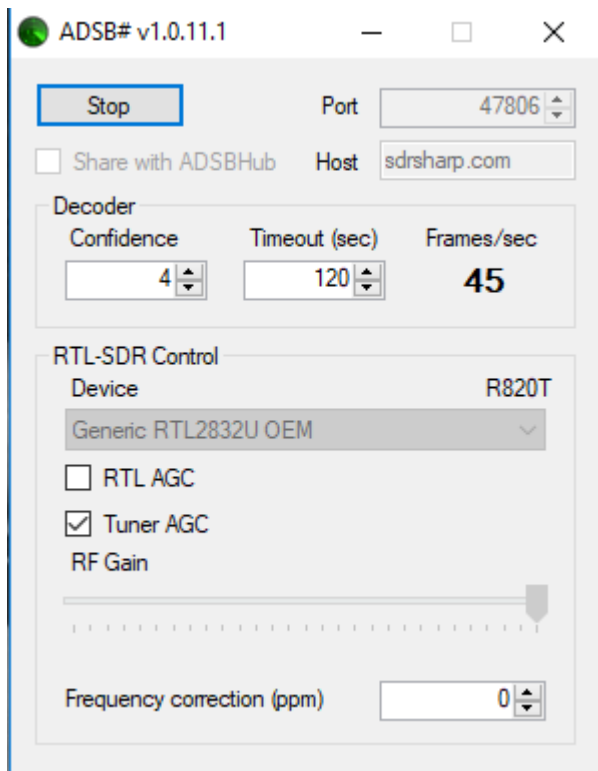 ADSB# v1.0.11.1
Stop Port 47806
Share with ADSBHub Host sdrsharp.com
Decoder
Confidence Timeout (sec) Frames/sec
4 120 45
RTL-SDR Control
Device R820T
Generic RTL2832U OEM
RTL AGC
Tuner AGC
RF Gain
Frequency correction (ppm) 0